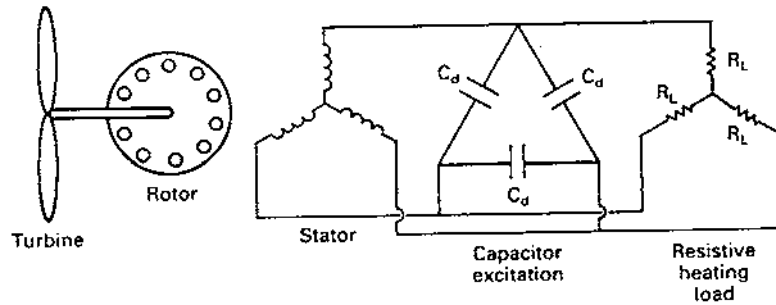 C_d
C_d
C_d
R_L
R_L
R_L
Rotor
Turbine
Stator
Capacitor
excitation
Resistive
heating
load